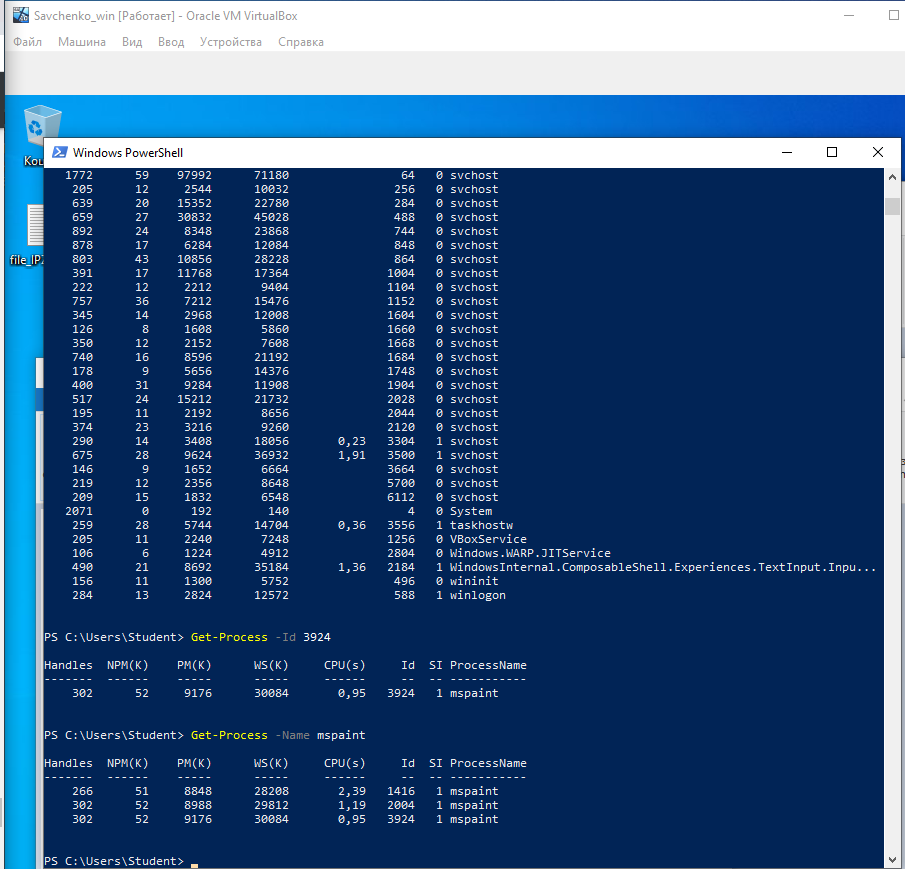 Savchenko_win [Работает] - Oracle VM VirtualBox
Файл Машина Вид Ввод Устройства Справка
Windows PowerShell
1772 59 97992 71180 64 0 svchost
205 12 2544 10032 256 0 svchost
639 20 15352 22780 284 0 svchost
659 27 30832 45028 488 0 svchost
892 24 8348 23868 744 0 svchost
878 17 6284 12084 848 0 svchost
803 43 10856 28228 864 0 svchost
391 17 11768 17364 1004 0 svchost
222 12 2212 9404 1104 0 svchost
757 36 7212 15476 1152 0 svchost
345 14 2968 12008 1604 0 svchost
126 8 1608 5860 1660 0 svchost
350 12 2152 7608 1668 0 svchost
740 16 8596 21192 1684 0 svchost
178 9 5656 14376 1748 0 svchost
400 31 9284 11908 1904 0 svchost
517 24 15212 21732 2028 0 svchost
195 11 2192 8656 2044 0 svchost
374 23 3216 9260 2120 0 svchost
290 14 3408 18056 0,23 3304 1 svchost
675 28 9624 36932 1,91 3500 1 svchost
146 9 1652 6664 3664 0 svchost
219 12 2356 8648 5700 0 svchost
209 15 1832 6548 6112 0 svchost
2071 0 192 140 4 0 System
259 28 5744 14704 0,36 3556 1 taskhostw
205 11 2240 7248 1256 0 VBoxService
106 6 1224 4912 2804 0 Windows.WARP.JITService
490 21 8692 35184 1,36 2184 1 WindowsInternal.ComposableShell.Experiences.TextInput.Inpu...
156 11 1300 5752 496 0 wininit
284 13 2824 12572 588 1 winlogon
PS C:\Users\Student> Get-Process -Id 3924
Handles NPM(K) PM(K) WS(K) CPU(s) Id SI ProcessName
------- ------ ----- ----- ------ -- -- -----------
302 52 9176 30084 0,95 3924 1 mspaint
PS C:\Users\Student> Get-Process -Name mspaint
Handles NPM(K) PM(K) WS(K) CPU(s) Id SI ProcessName
------- ------ ----- ----- ------ -- -- -----------
266 51 8848 28208 2,39 1416 1 mspaint
302 52 8988 29812 1,19 2004 1 mspaint
302 52 9176 30084 0,95 3924 1 mspaint
PS C:\Users\Student>